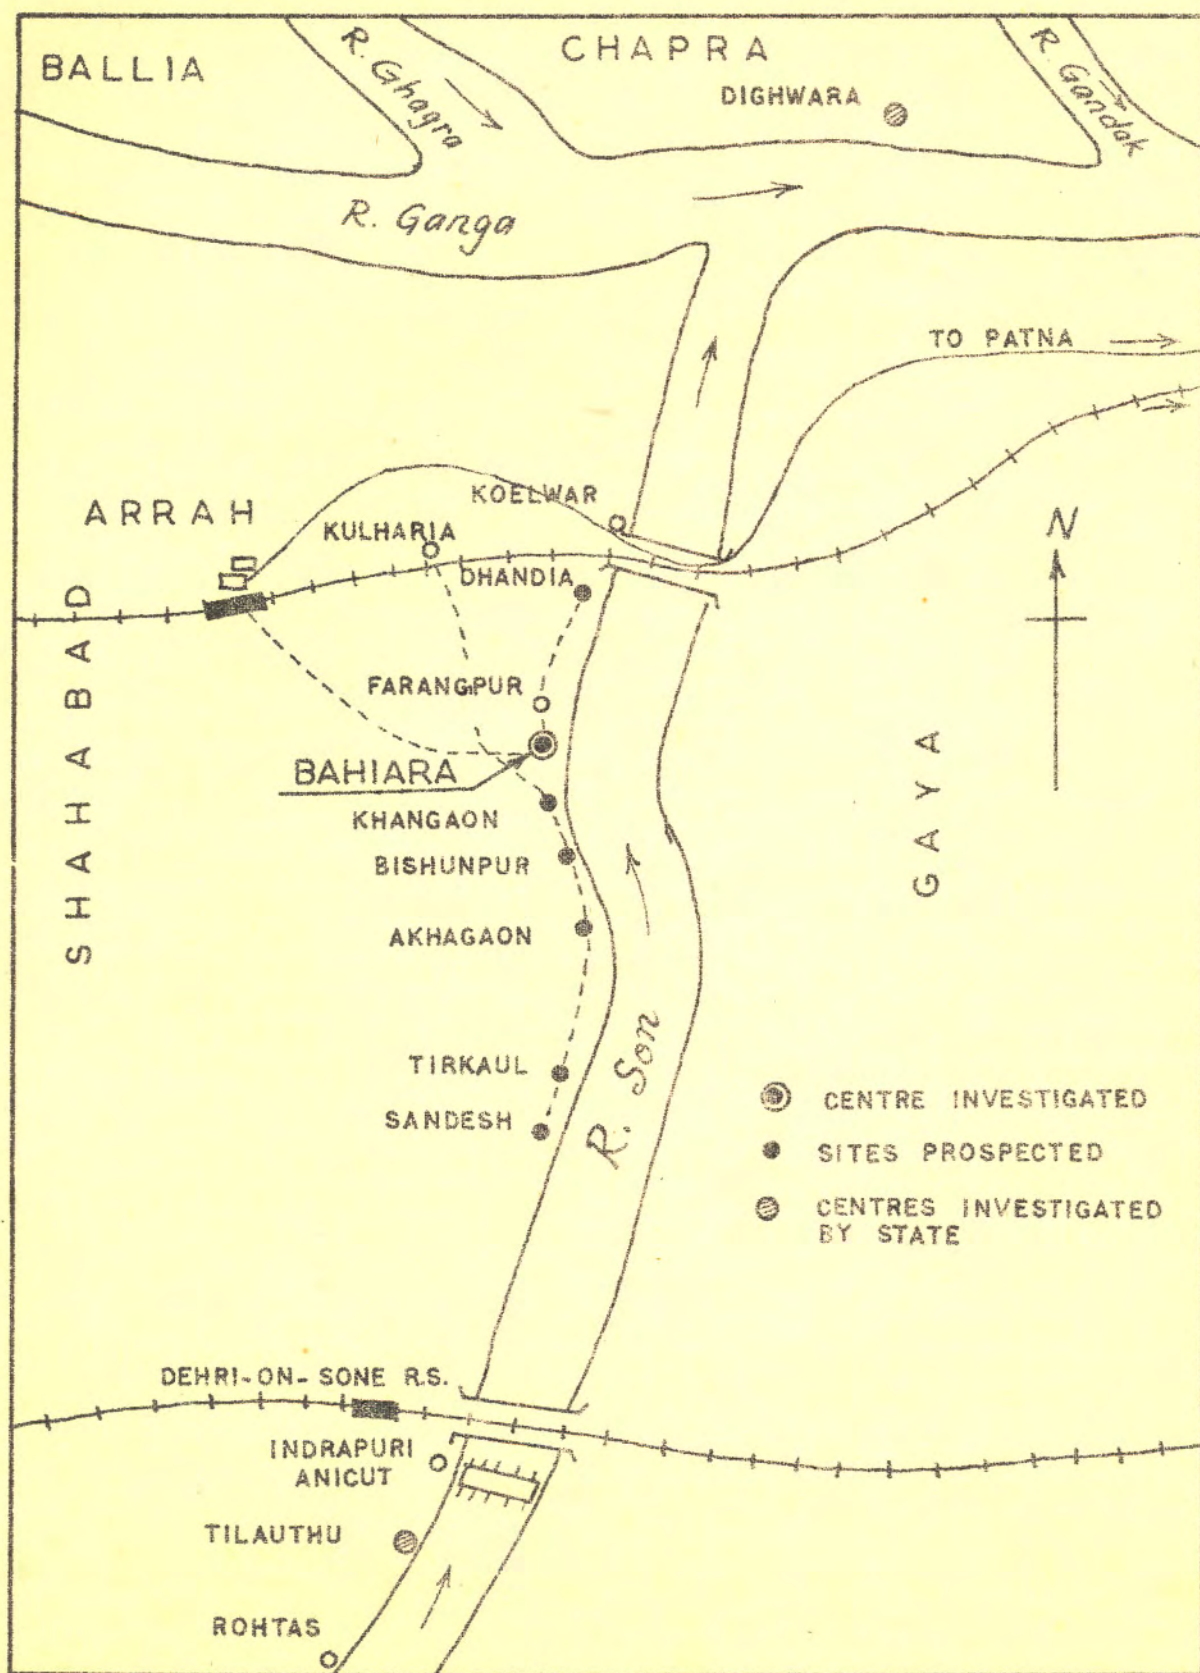 BALLIA
R. Ghagra
CHAPRA
DIGHWARA
R. Gandak
R. Ganga
TO PATNA
ARRAH
KULHARIA
KOELWAR
DHANDIA
N
SHAHABAD
FARANGPUR
BAHIARA
GAYA
KHANGAON
BISHUNPUR
AKHAGAON
R. Son
TIRKAUL
SANDESH
CENTRE INVESTIGATED
SITES PROSPECTED
CENTRES INVESTIGATED
BY STATE
DEHRI-ON-SONE R.S.
INDRAPURI
ANICUT
TILAUTHU
ROHTAS